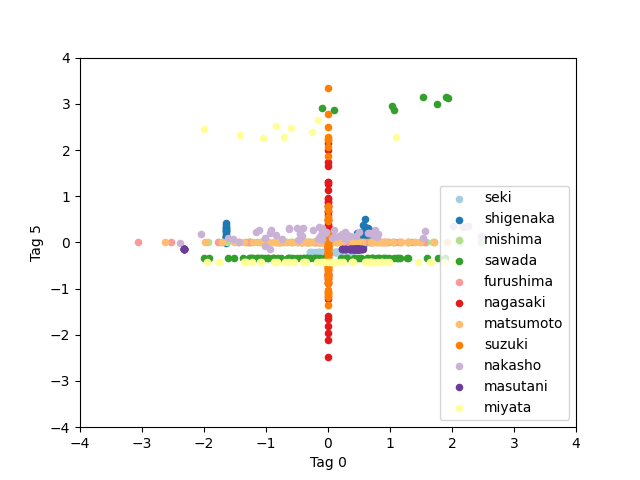 4
3
2
1
0
−1
−2
−3
−4
Tag 5
−4 −3 −2 −1 0 1 2 3 4
Tag 0
seki
shigenaka
mishima
sawada
furushima
nagasaki
matsumoto
suzuki
nakasho
masutani
miyata